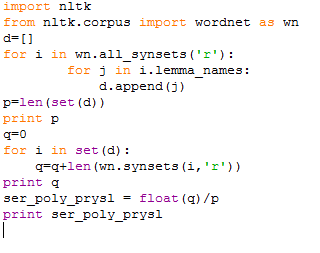 import nltk
from nltk.corpus import wordnet as wn
d=[]
for i in wn.all_synsets('r'):
        for j in i.lemma_names:
            d.append(j)
p=len(set(d))
print p
q=0
for i in set(d):
    q=q+len(wn.synsets(i,'r'))
print q
ser_poly_prysl = float(q)/p
print ser_poly_prysl